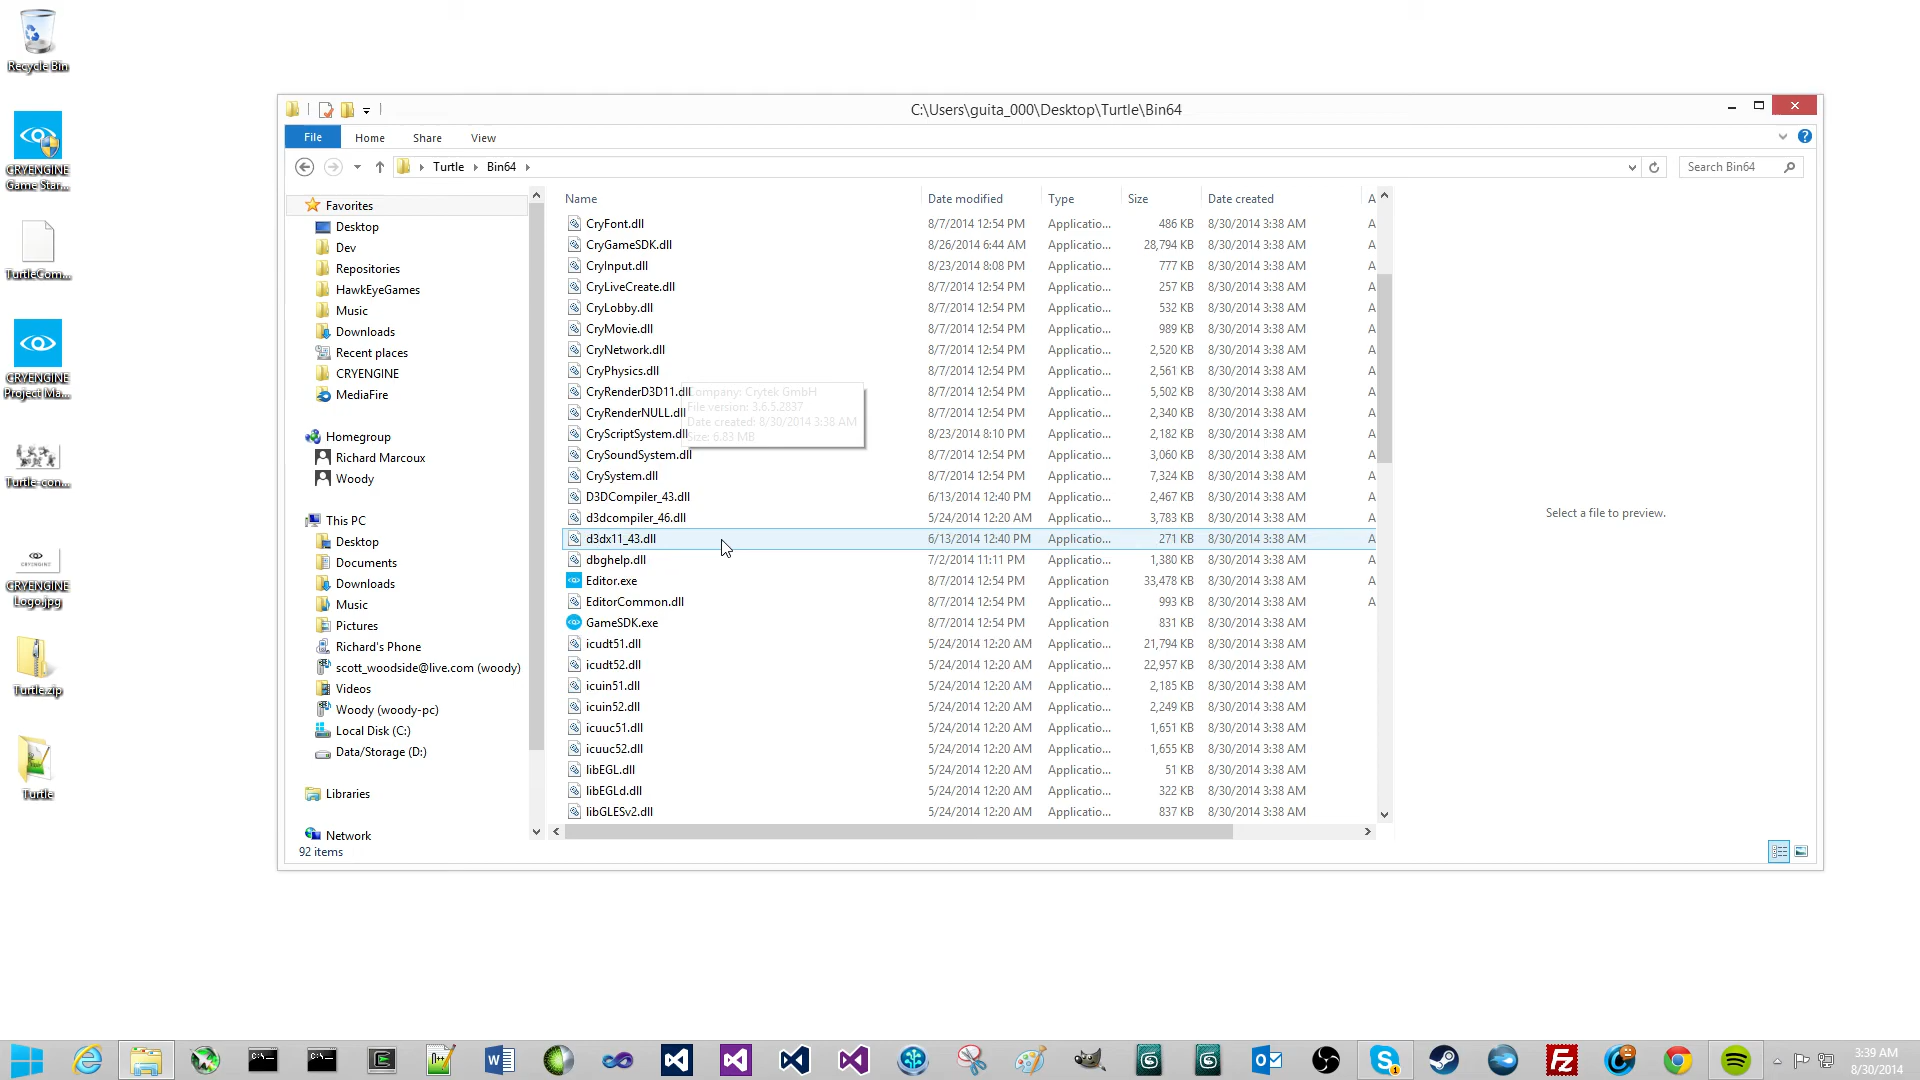 Recycle Bin
CRYENGINE
Game Star...
TurtleCom...
CRYENGINE
Project Ma...
Turtle-con...
CRYENGINE
CRYENGINE
Logo.jpg
Turtle.zip
Turtle
C:\Users\guita_000\Desktop\Turtle\Bin64
File Home Share View
Turtle Bin64
Search Bin64
Favorites
Desktop
Dev
Repositories
HawkEyeGames
Music
Downloads
Recent places
CRYENGINE
MediaFire
Homegroup
Richard Marcoux
Woody
This PC
Desktop
Documents
Downloads
Music
Pictures
Richard's Phone
scott_woodside@live.com (woody)
Videos
Woody (woody-pc)
Local Disk (C:)
Data/Storage (D:)
Libraries
Network
92 items
Name Date modified Type Size Date created A
CryFont.dll 8/7/2014 12:54 PM Applicatio... 486 KB 8/30/2014 3:38 AM A
CryGameSDK.dll 8/26/2014 6:44 AM Applicatio... 28,794 KB 8/30/2014 3:38 AM A
CryInput.dll 8/23/2014 8:08 PM Applicatio... 777 KB 8/30/2014 3:38 AM A
CryLiveCreate.dll 8/7/2014 12:54 PM Applicatio... 257 KB 8/30/2014 3:38 AM A
CryLobby.dll 8/7/2014 12:54 PM Applicatio... 532 KB 8/30/2014 3:38 AM A
CryMovie.dll 8/7/2014 12:54 PM Applicatio... 989 KB 8/30/2014 3:38 AM A
CryNetwork.dll 8/7/2014 12:54 PM Applicatio... 2,520 KB 8/30/2014 3:38 AM A
CryPhysics.dll 8/7/2014 12:54 PM Applicatio... 2,561 KB 8/30/2014 3:38 AM A
CryRenderD3D11.dll 8/7/2014 12:54 PM Applicatio... 5,502 KB 8/30/2014 3:38 AM A
CryRenderNULL.dll 8/7/2014 12:54 PM Applicatio... 2,340 KB 8/30/2014 3:38 AM A
CryScriptSystem.dll 8/23/2014 8:10 PM Applicatio... 2,182 KB 8/30/2014 3:38 AM A
CrySoundSystem.dll 8/7/2014 12:54 PM Applicatio... 3,060 KB 8/30/2014 3:38 AM A
CrySystem.dll 8/7/2014 12:54 PM Applicatio... 7,324 KB 8/30/2014 3:38 AM A
D3DCompiler_43.dll 6/13/2014 12:40 PM Applicatio... 2,467 KB 8/30/2014 3:38 AM A
d3dcompiler_46.dll 5/24/2014 12:20 AM Applicatio... 3,783 KB 8/30/2014 3:38 AM A
d3dx11_43.dll 6/13/2014 12:40 PM Applicatio... 271 KB 8/30/2014 3:38 AM A
dbghelp.dll 7/2/2014 11:11 PM Applicatio... 1,380 KB 8/30/2014 3:38 AM A
Editor.exe 8/7/2014 12:54 PM Application 33,478 KB 8/30/2014 3:38 AM A
EditorCommon.dll 8/7/2014 12:54 PM Applicatio... 993 KB 8/30/2014 3:38 AM A
GameSDK.exe 8/7/2014 12:54 PM Application 831 KB 8/30/2014 3:38 AM
icudt51.dll 5/24/2014 12:20 AM Applicatio... 21,794 KB 8/30/2014 3:38 AM
icudt52.dll 5/24/2014 12:20 AM Applicatio... 22,957 KB 8/30/2014 3:38 AM
icuin51.dll 5/24/2014 12:20 AM Applicatio... 2,185 KB 8/30/2014 3:38 AM
icuin52.dll 5/24/2014 12:20 AM Applicatio... 2,249 KB 8/30/2014 3:38 AM
icuuc51.dll 5/24/2014 12:20 AM Applicatio... 1,651 KB 8/30/2014 3:38 AM
icuuc52.dll 5/24/2014 12:20 AM Applicatio... 1,655 KB 8/30/2014 3:38 AM
libEGL.dll 5/24/2014 12:20 AM Applicatio... 51 KB 8/30/2014 3:38 AM
libEGLd.dll 5/24/2014 12:20 AM Applicatio... 322 KB 8/30/2014 3:38 AM
libGLESv2.dll 5/24/2014 12:20 AM Applicatio... 837 KB 8/30/2014 3:38 AM
Company: Crytek GmbH
File version: 3.6.5.2837
Date created: 8/30/2014 3:38 AM
Size: 6.83 MB
Select a file to preview.
3:39 AM
8/30/2014